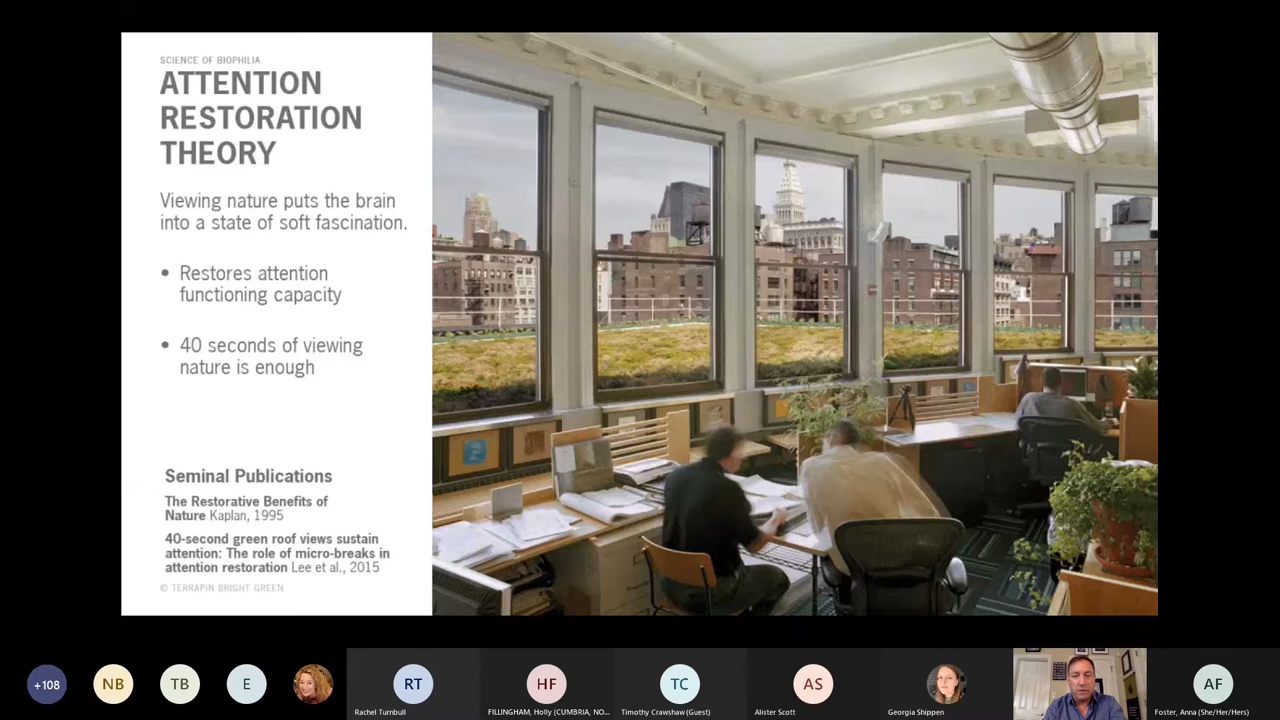 SCIENCE OF BIOPHILIA
ATTENTION
RESTORATION
THEORY
Viewing nature puts the brain
into a state of soft fascination.
• Restores attention
functioning capacity
• 40 seconds of viewing
nature is enough
Seminal Publications
The Restorative Benefits of
Nature Kaplan, 1995
40-second green roof views sustain
attention: The role of micro-breaks in
attention restoration Lee et al., 2015
© TERRAPIN BRIGHT GREEN
+108
NB
TB
E
RT
HF
TC
AS
AF
Rachel Turnbull
FILLINGHAM, Holly (CUMBRIA, NO...
Timothy Crawshaw (Guest)
Alister Scott
Georgia Shippen
Foster, Anna (She/Her/Hers)